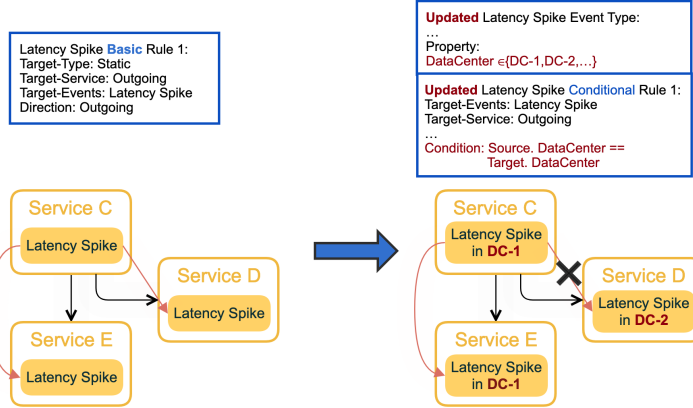 Latency Spike Basic Rule 1:
Target-Type: Static
Target-Service: Outgoing
Target-Events: Latency Spike
Direction: Outgoing
Updated Latency Spike Event Type:
…
Property:
DataCenter ∈{DC-1,DC-2,…}
Updated Latency Spike Conditional Rule 1:
Target-Events: Latency Spike
Target-Service: Outgoing
…
Condition: Source. DataCenter ==
Target. DataCenter
Service C
Latency Spike
Service D
Latency Spike
Service E
Latency Spike
Service C
Latency Spike
in DC-1
Service D
Latency Spike
in DC-2
Service E
Latency Spike
in DC-1